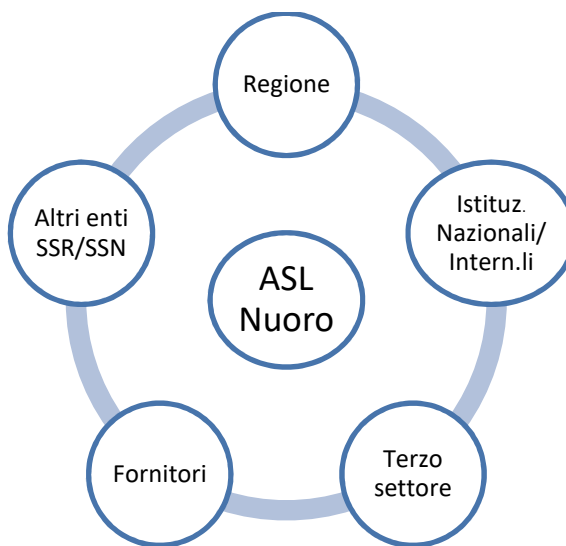 Regione
Istituz.
Nazionali/
Intern.li
Altri enti
SSR/SSN
ASL
Nuoro
Terzo
settore
Fornitori